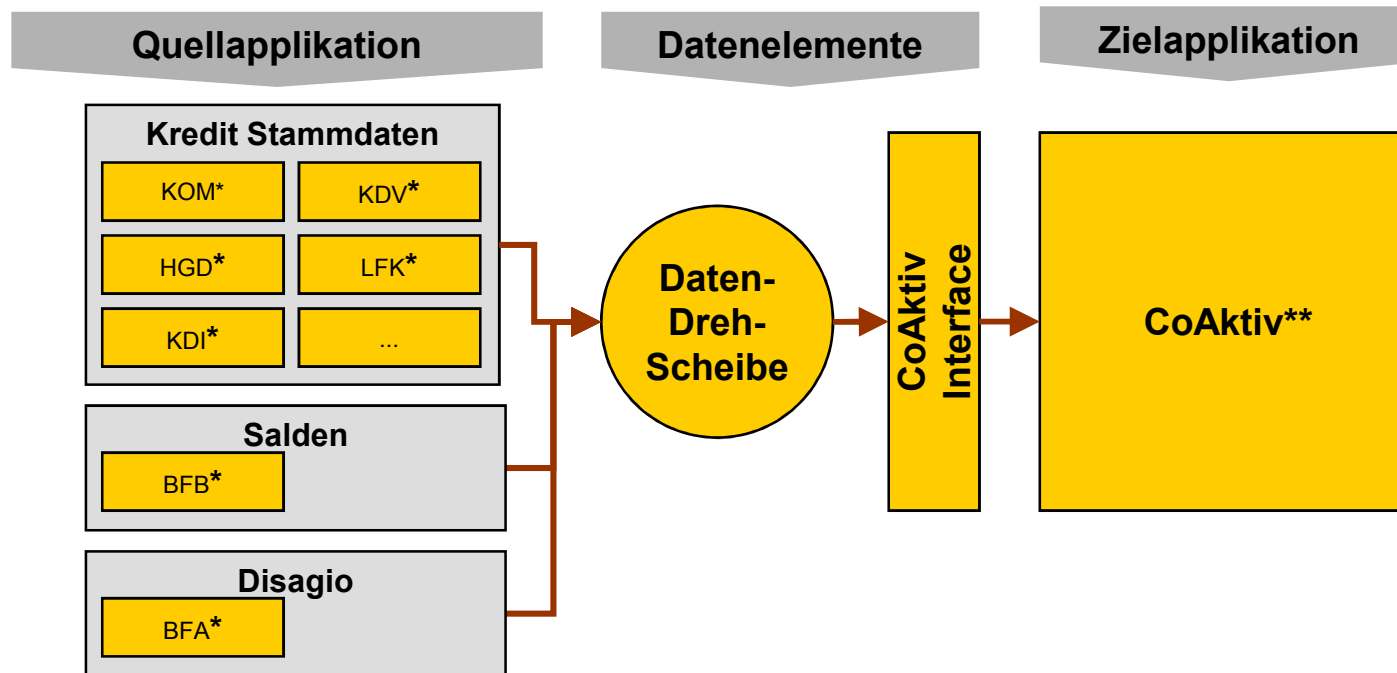 Quellapplikation
Datenelemente
Zielapplikation
Kredit Stammdaten
KOM*
KDV*
HGD*
LFK*
KDI*
...
Salden
BFB*
Disagio
BFA*
Daten-
Dreh-
Scheibe
CoAktiv
Interface
CoAktiv**